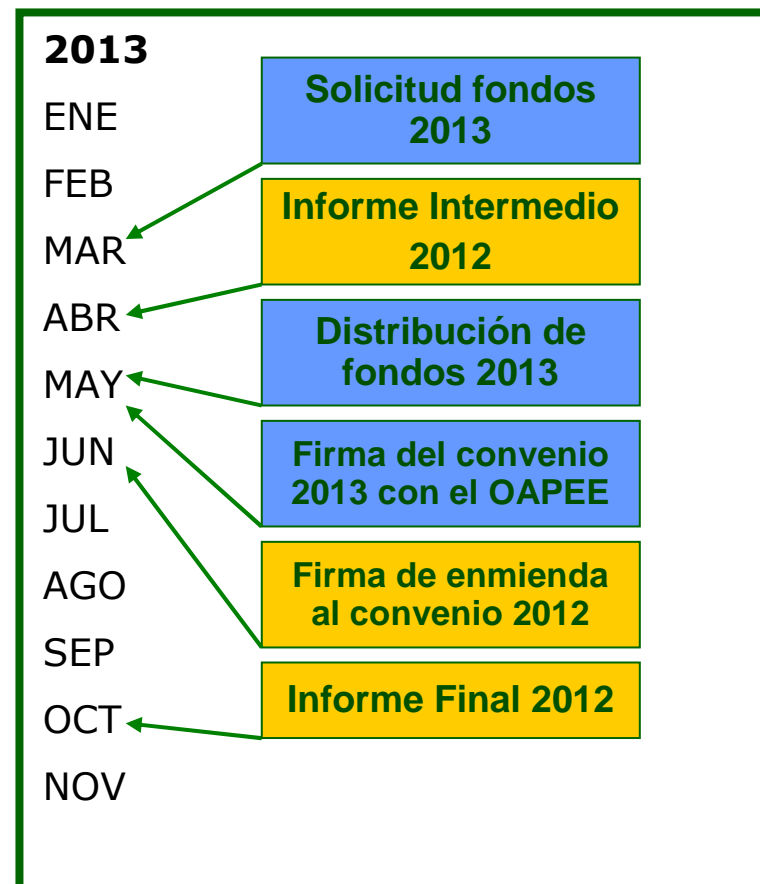 2013
ENE
FEB
MAR
ABR
MAY
JUN
JUL
AGO
SEP
OCT
NOV
Solicitud fondos
2013
Informe Intermedio
2012
Distribución de
fondos 2013
Firma del convenio
2013 con el OAPEE
Firma de enmienda
al convenio 2012
Informe Final 2012